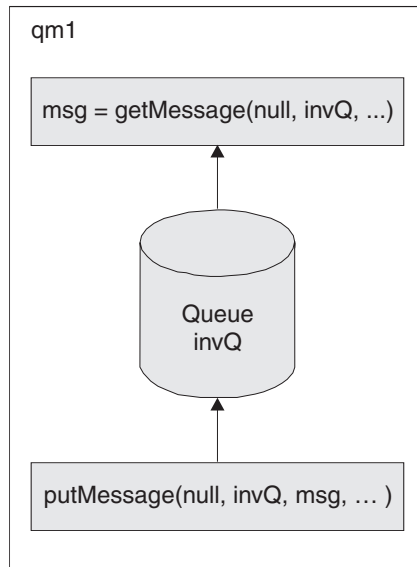 qm1
msg = getMessage(null, invQ, ...)
Queue
invQ
putMessage(null, invQ, msg, … )